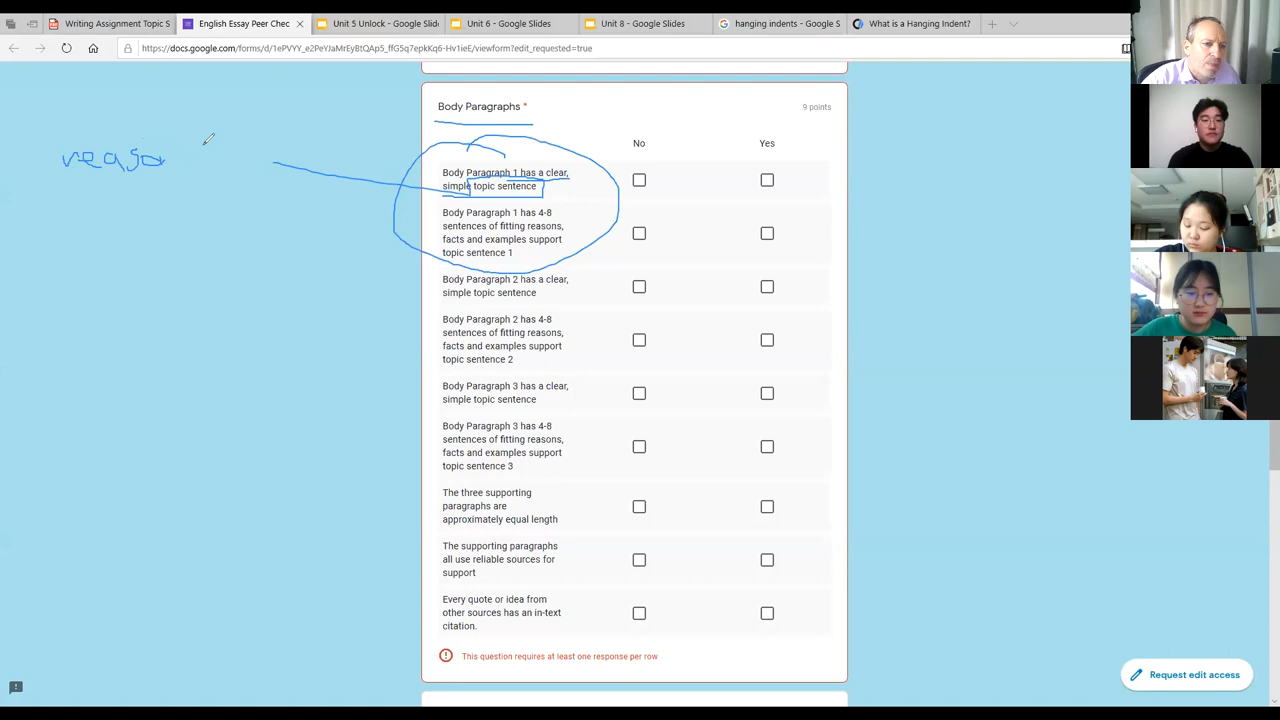 Writing Assignment Topic S
English Essay Peer Chec
Unit 5 Unlock - Google Slide
Unit 6 - Google Slides
Unit 8 - Google Slides
hanging indents - Google S
What is a Hanging Indent?
https://docs.google.com/forms/d/1ePVYY_e2PeYJaMrEyBtQAp5_ffG5q7epkKq6-Hv1ieE/viewform?edit_requested=true
Body Paragraphs *
9 points
No
Yes
reaso
Body Paragraph 1 has a clear,
simple topic sentence
Body Paragraph 1 has 4-8
sentences of fitting reasons,
facts and examples support
topic sentence 1
Body Paragraph 2 has a clear,
simple topic sentence
Body Paragraph 2 has 4-8
sentences of fitting reasons,
facts and examples support
topic sentence 2
Body Paragraph 3 has a clear,
simple topic sentence
Body Paragraph 3 has 4-8
sentences of fitting reasons,
facts and examples support
topic sentence 3
The three supporting
paragraphs are
approximately equal length
The supporting paragraphs
all use reliable sources for
support
Every quote or idea from
other sources has an in-text
citation.
This question requires at least one response per row
Request edit access